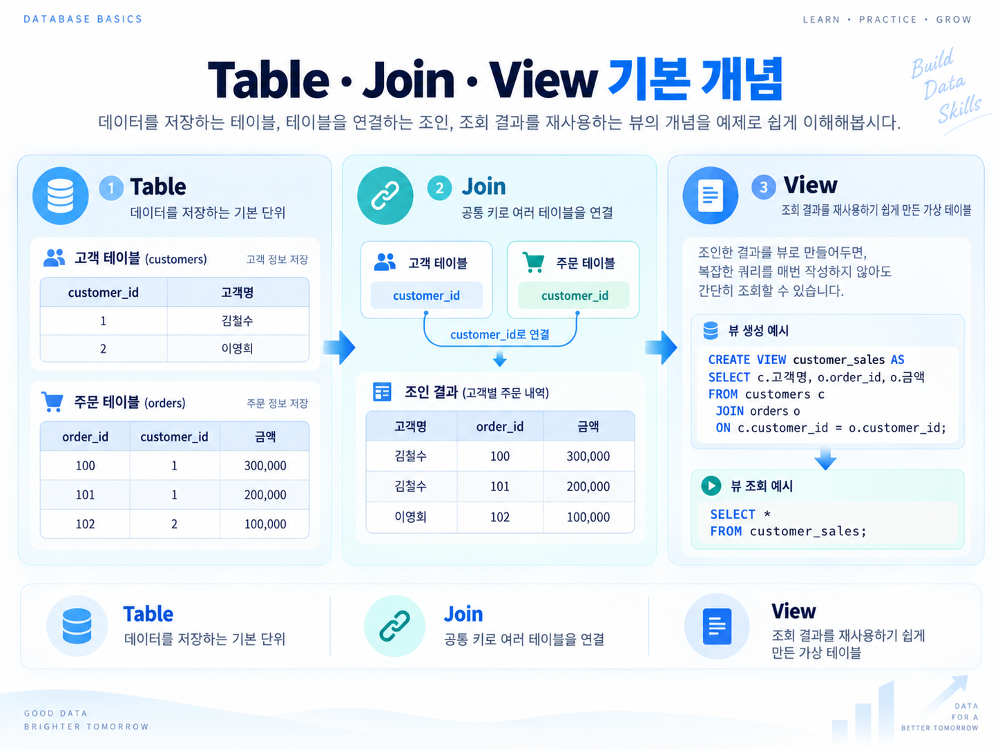 DATABASE BASICS
LEARN • PRACTICE • GROW
Build
Data
Skills
Table · Join · View 기본 개념
데이터를 저장하는 테이블, 테이블을 연결하는 조인, 조회 결과를 재사용하는 뷰의 개념을 예제로 쉽게 이해해봅시다.
1 Table
데이터를 저장하는 기본 단위
고객 테이블 (customers) 고객 정보 저장
customer_id 고객명
1 김철수
2 이영희
주문 테이블 (orders) 주문 정보 저장
order_id customer_id 금액
100 1 300,000
101 1 200,000
102 2 100,000
2 Join
공통 키로 여러 테이블을 연결
고객 테이블 주문 테이블
customer_id customer_id
customer_id로 연결
조인 결과 (고객별 주문 내역)
고객명 order_id 금액
김철수 100 300,000
김철수 101 200,000
이영희 102 100,000
3 View
조회 결과를 재사용하기 쉽게 만든 가상 테이블
조인한 결과를 뷰로 만들어두면,
복잡한 쿼리를 매번 작성하지 않아도
간단히 조회할 수 있습니다.
뷰 생성 예시
CREATE VIEW customer_sales AS
SELECT c.고객명, o.order_id, o.금액
FROM customers c
JOIN orders o
ON c.customer_id = o.customer_id;
뷰 조회 예시
SELECT *
FROM customer_sales;
Table
데이터를 저장하는 기본 단위
Join
공통 키로 여러 테이블을 연결
View
조회 결과를 재사용하기 쉽게
만든 가상 테이블
GOOD DATA
BRIGHTER TOMORROW
DATA
FOR A
BETTER TOMORROW